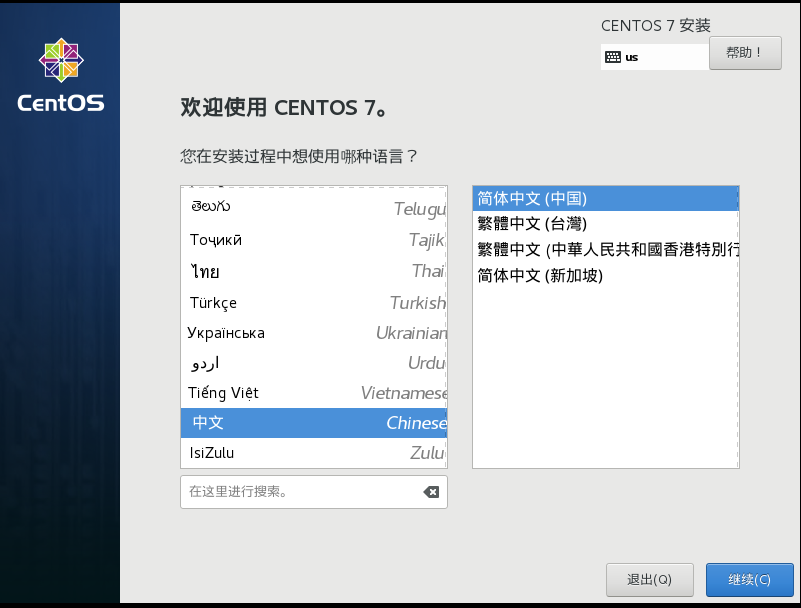 CENTOS 7 安装
us
帮助！
CentOS
欢迎使用 CENTOS 7。
您在安装过程中想使用哪种语言？
తెలుగు Telugu
Тоҷикӣ Tajik
ไทย Thai
Türkçe Turkish
Українська Ukrainian
اردو Urdu
Tiếng Việt Vietnamese
中文 Chinese
IsiZulu Zulu
在这里进行搜索。
简体中文 (中国)
繁體中文 (台灣)
繁體中文 (中華人民共和國香港特別行
简体中文 (新加坡)
退出(Q)
继续(C)